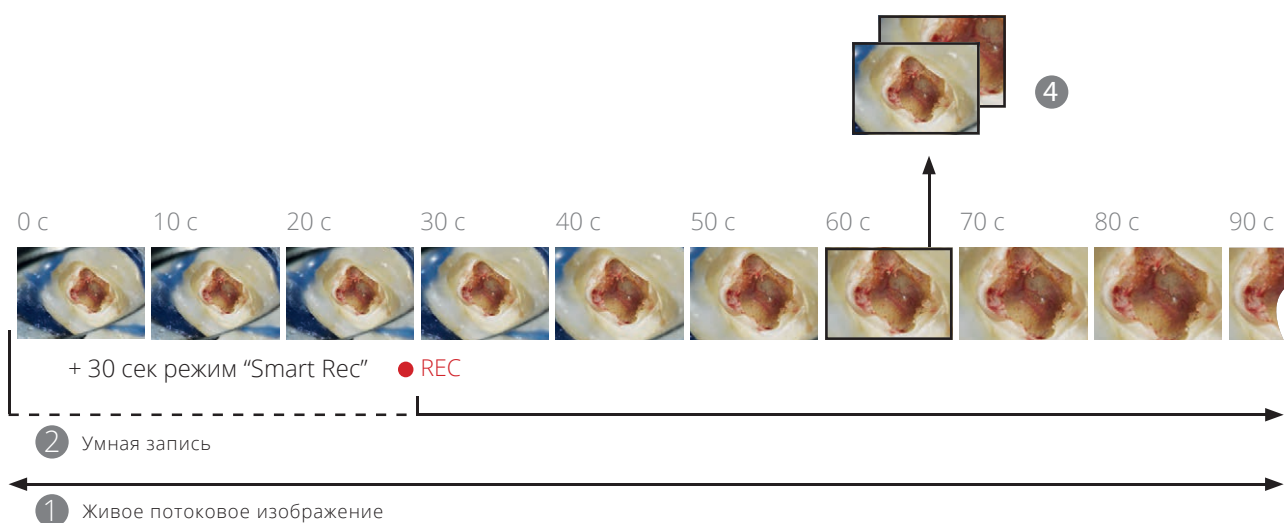 4
0 с 10 с 20 с 30 с 40 с 50 с 60 с 70 с 80 с 90 с
+ 30 сек режим “Smart Rec” REC
2 Умная запись
1 Живое потоковое изображение